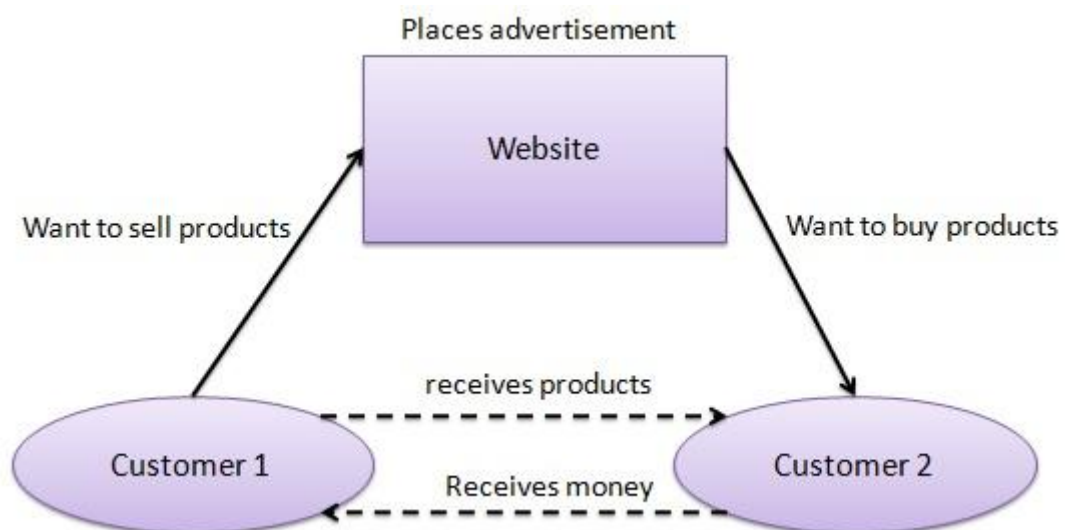 Places advertisement
Website
Want to sell products
Want to buy products
receives products
Customer 1
Customer 2
Receives money